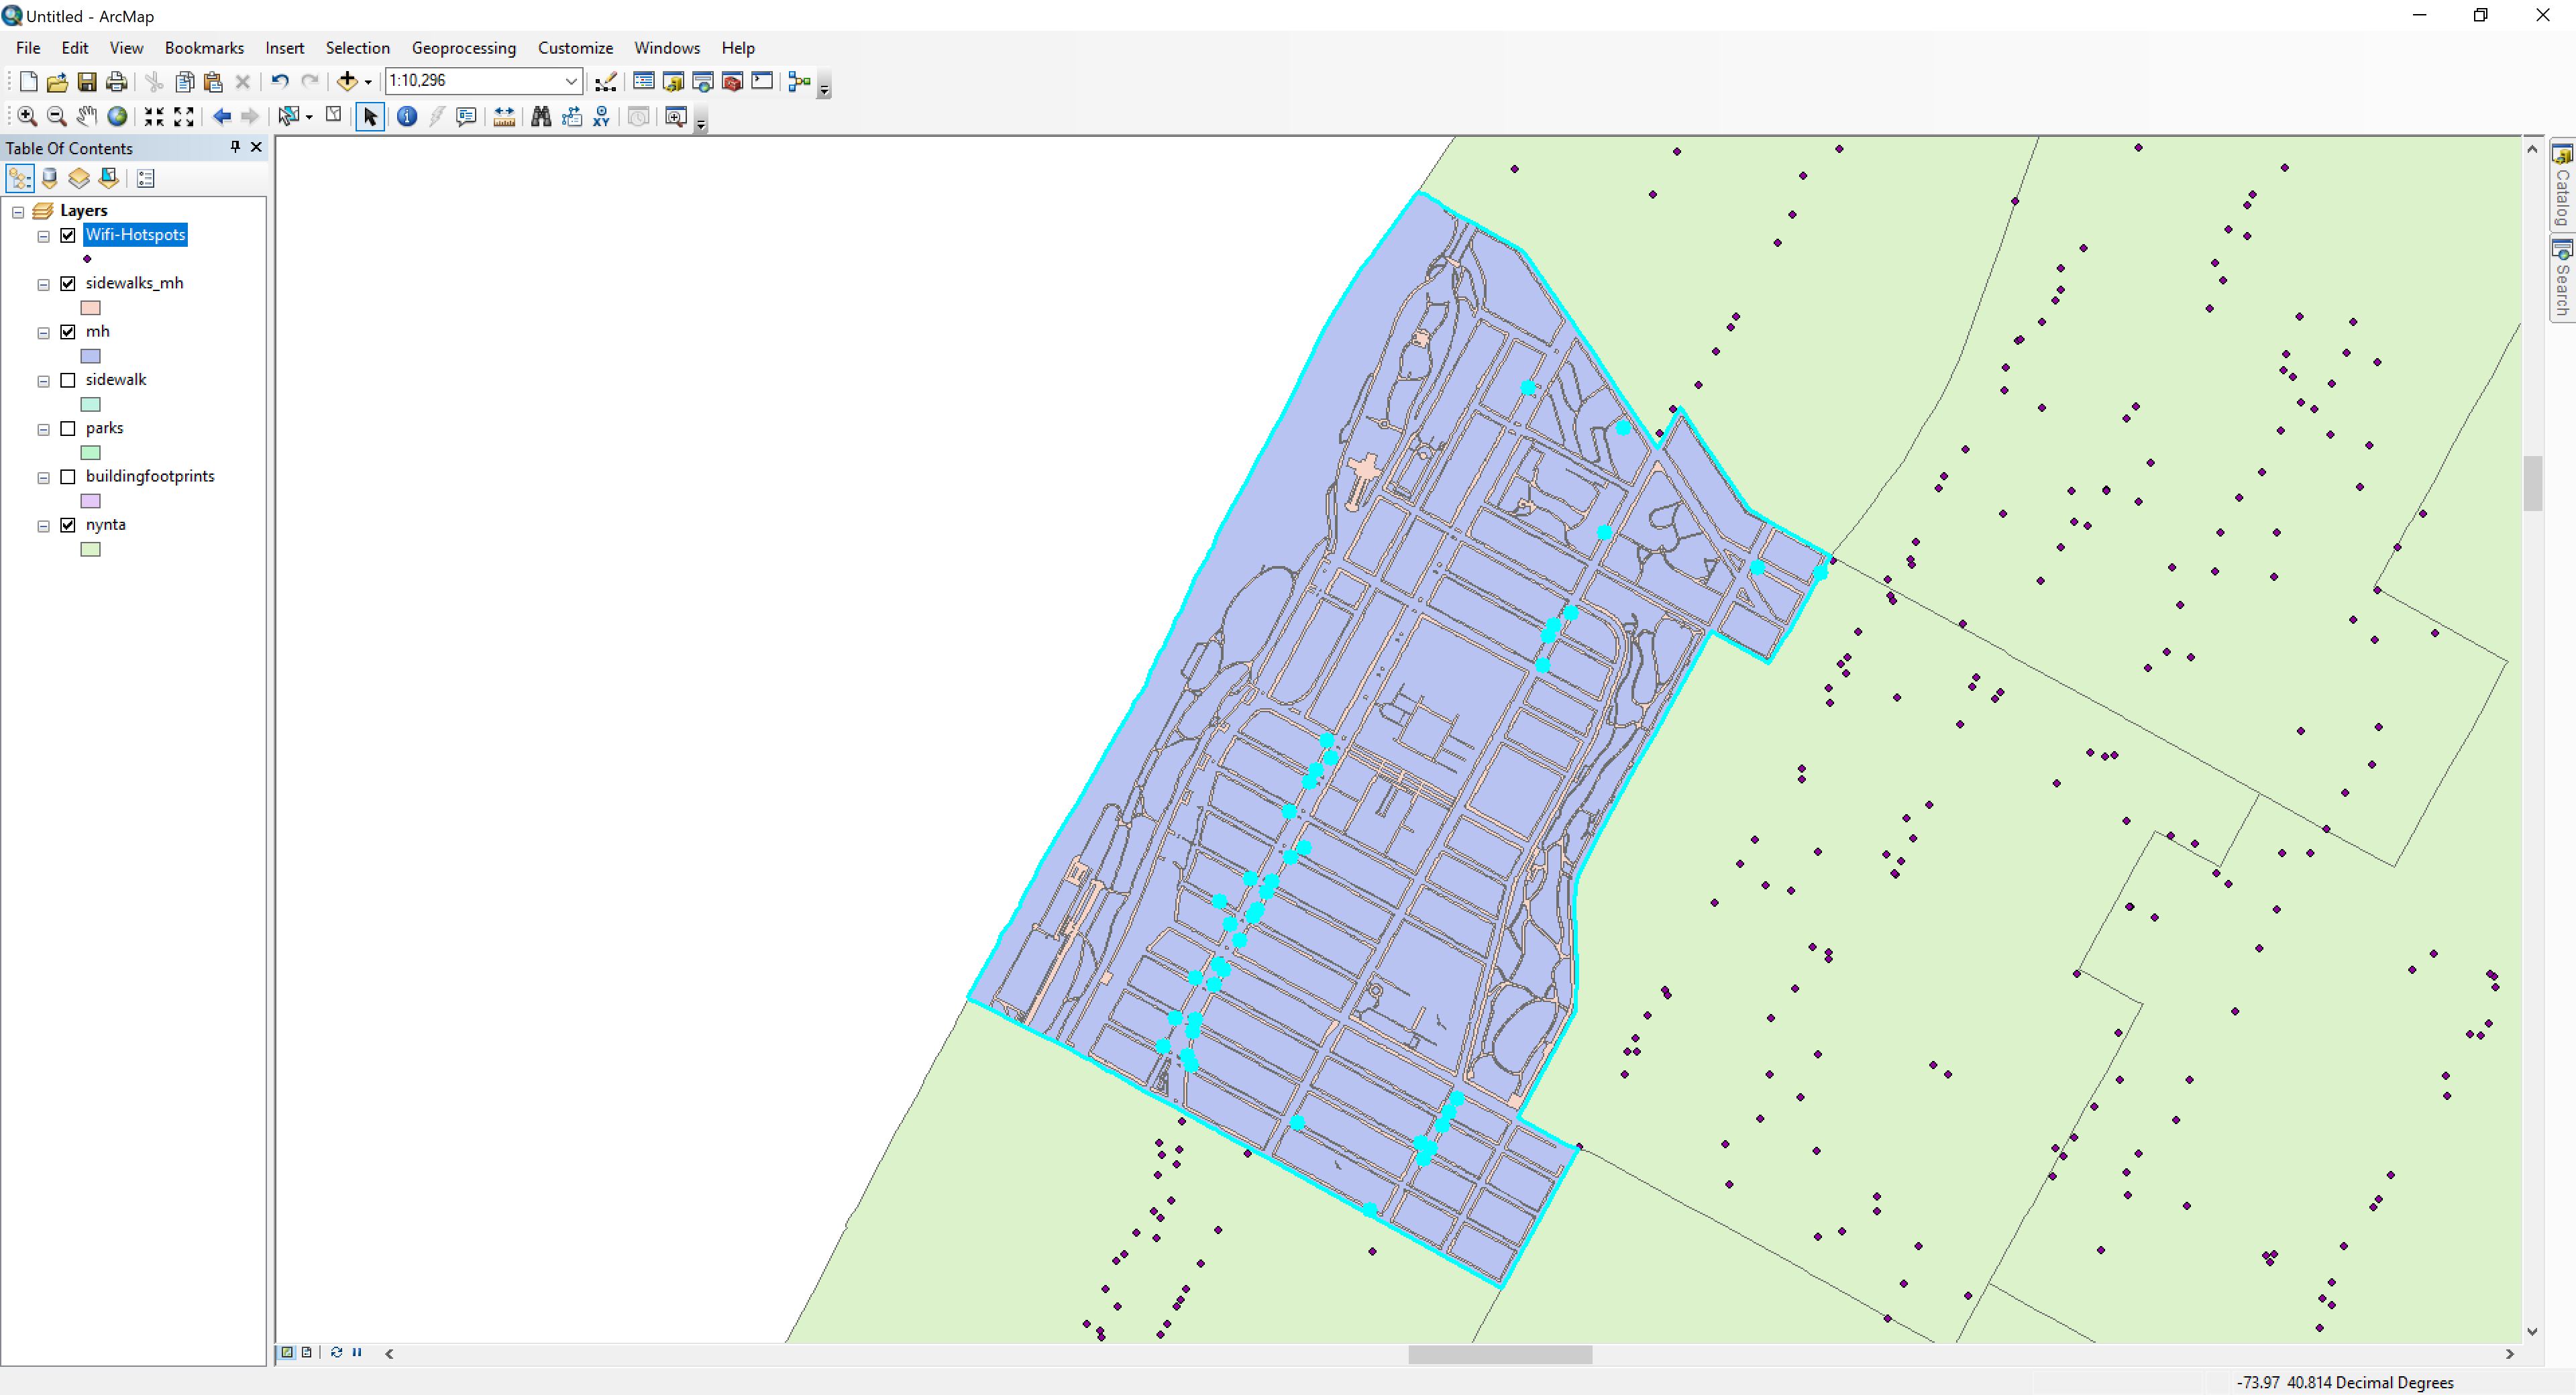 Untitled - ArcMap
File Edit View Bookmarks Insert Selection Geoprocessing Customize Windows Help
1:10,296
XY
Table Of Contents
Layers
Wifi-Hotspots
sidewalks_mh
mh
sidewalk
parks
buildingfootprints
nynta
Catalog
Search
-73.97 40.814 Decimal Degrees